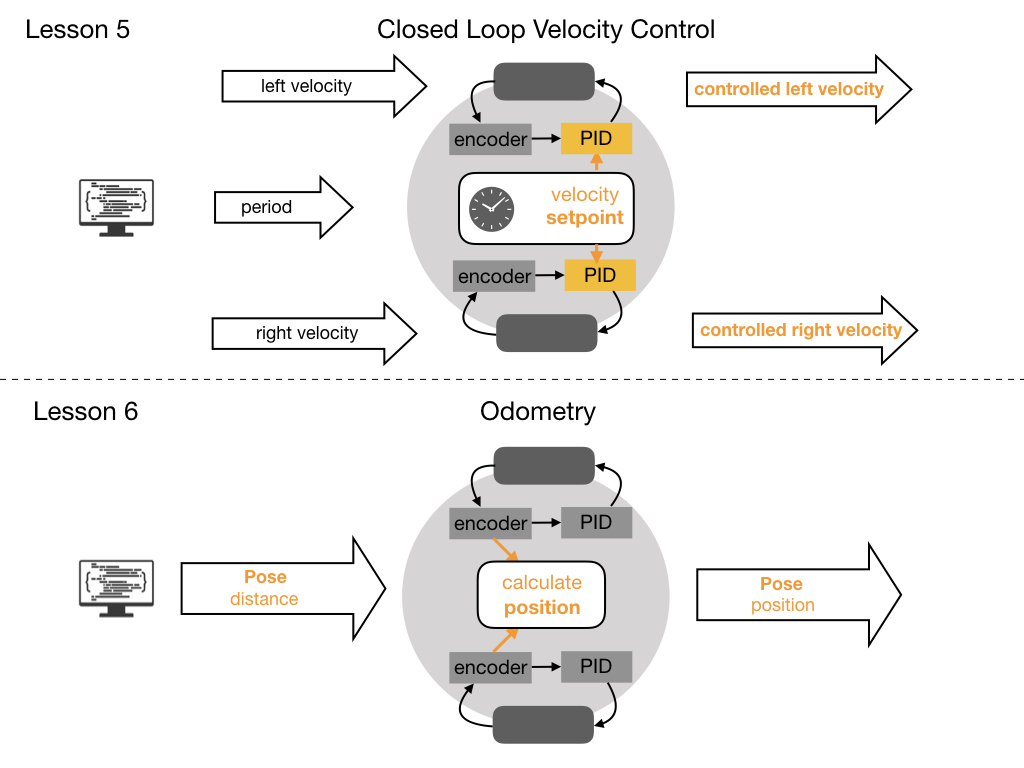 Lesson 5
Closed Loop Velocity Control
left velocity
controlled left velocity
encoder
PID
period
velocity
setpoint
encoder
PID
right velocity
controlled right velocity
Lesson 6
Odometry
encoder
PID
Pose
distance
calculate
position
Pose
position
encoder
PID